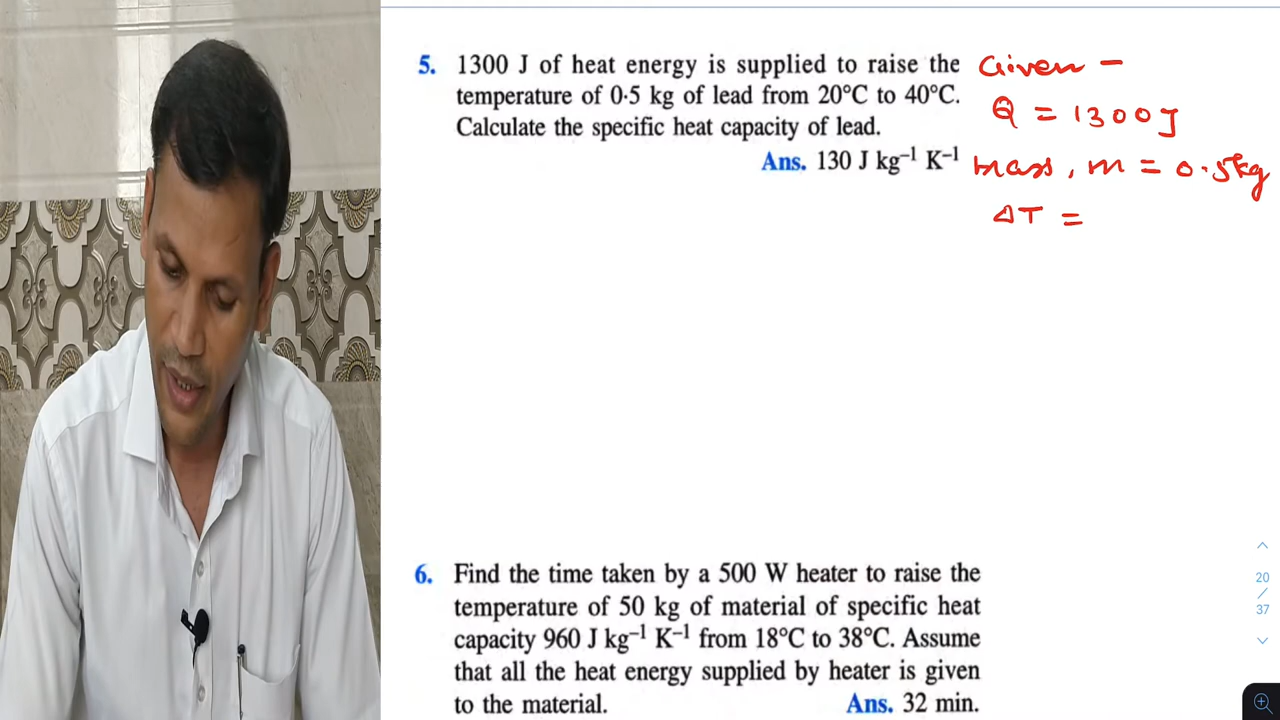 5. 1300 J of heat energy is supplied to raise the
temperature of 0·5 kg of lead from 20°C to 40°C.
Calculate the specific heat capacity of lead.
Ans. 130 J kg⁻¹ K⁻¹
Given -
Q = 1300 J
mass, m = 0.5kg
ΔT =
6. Find the time taken by a 500 W heater to raise the
temperature of 50 kg of material of specific heat
capacity 960 J kg⁻¹ K⁻¹ from 18°C to 38°C. Assume
that all the heat energy supplied by heater is given
to the material.
Ans. 32 min.
20
/
37